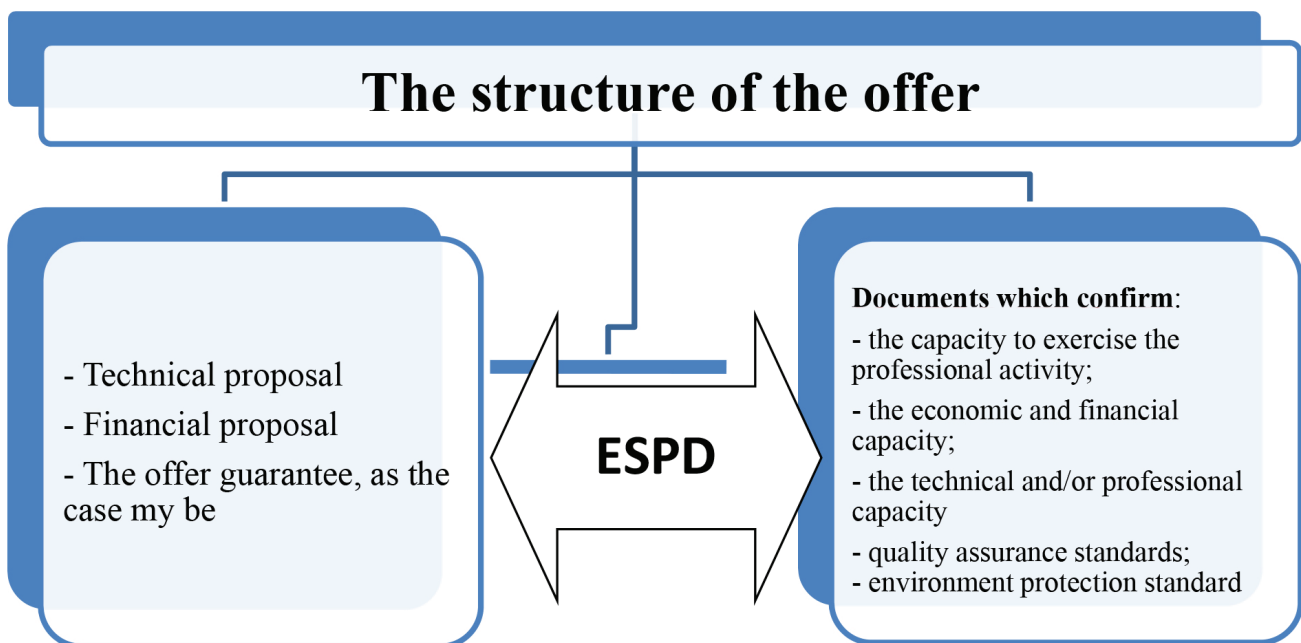 The structure of the offer
- Technical proposal
- Financial proposal
- The offer guarantee, as the
case my be
ESPD
Documents which confirm:
- the capacity to exercise the
professional activity;
- the economic and financial
capacity;
- the technical and/or professional
capacity
- quality assurance standards;
- environment protection standard